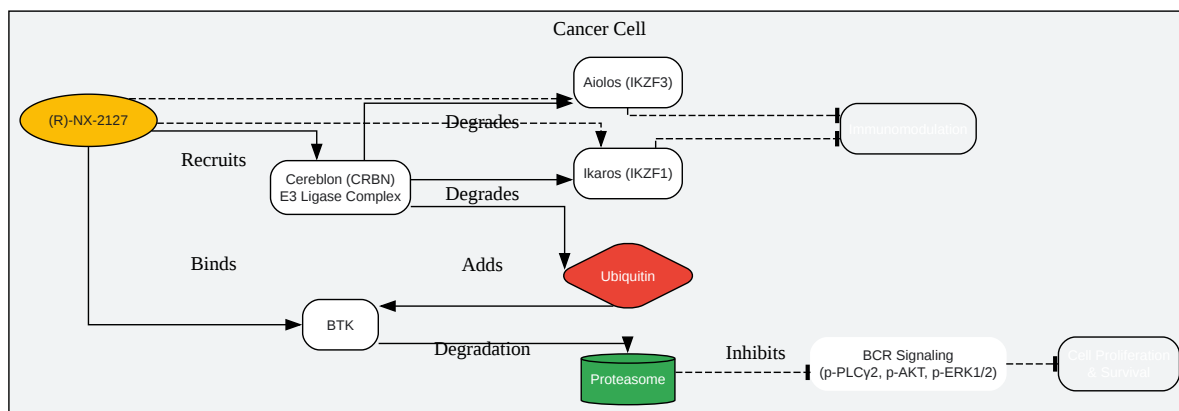 Cancer Cell
Aiolos (IKZF3)
(R)-NX-2127
Degrades
Immunomodulation
Recruits
Cereblon (CRBN)
E3 Ligase Complex
Ikaros (IKZF1)
Degrades
Binds
Adds
Ubiquitin
BTK
Degradation
Proteasome
Inhibits
BCR Signaling
(p-PLCγ2, p-AKT, p-ERK1/2)
Cell Proliferation
& Survival